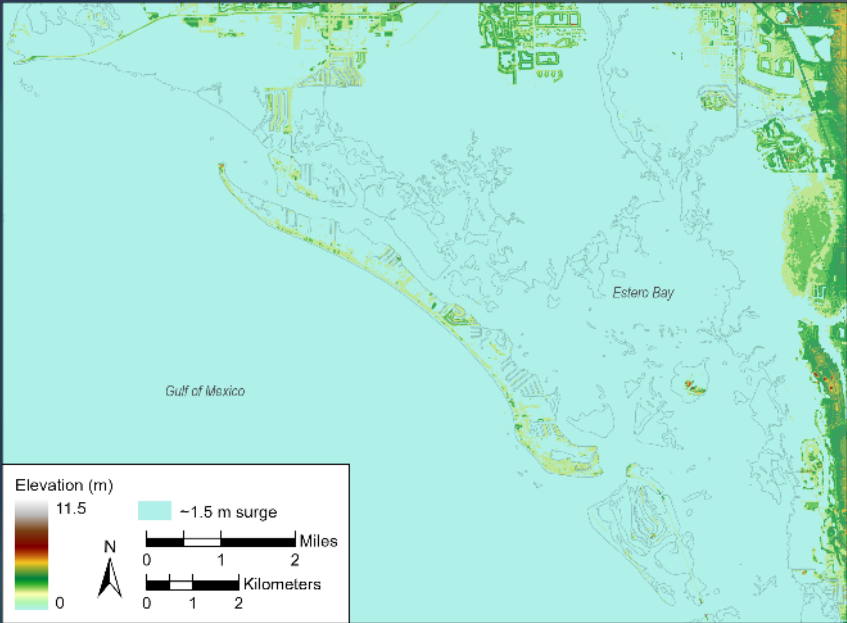 Estero Bay
Gulf of Mexico
Elevation (m)
11.5
0
~1.5 m surge
N
Miles
0 1 2
Kilometers
0 1 2